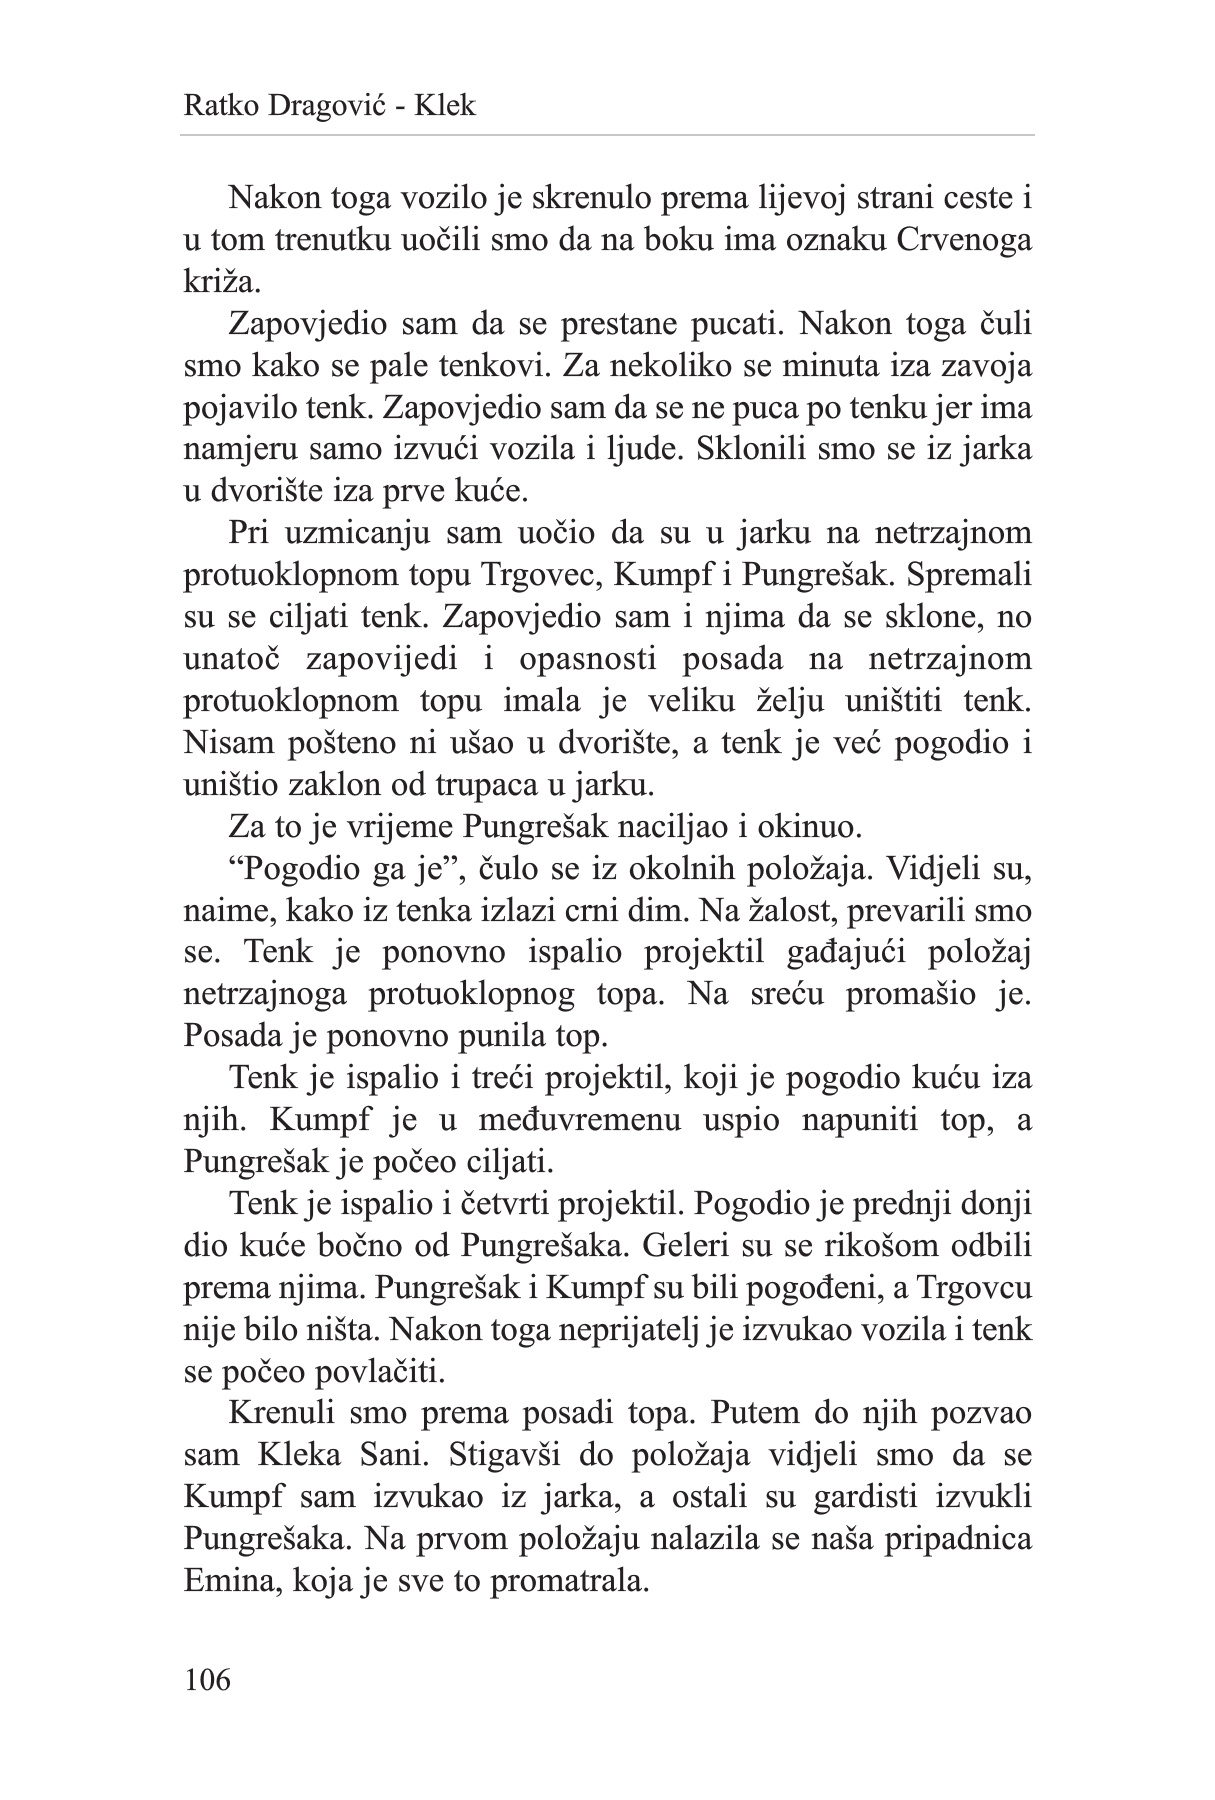 Ratko Dragović - Klek
Nakon toga vozilo je skrenulo prema lijevoj strani ceste i
u tom trenutku uočili smo da na boku ima oznaku Crvenoga
križa.
Zapovjedio sam da se prestane pucati. Nakon toga čuli
smo kako se pale tenkovi. Za nekoliko se minuta iza zavoja
pojavilo tenk. Zapovjedio sam da se ne puca po tenku jer ima
namjeru samo izvući vozila i ljude. Sklonili smo se iz jarka
u dvorište iza prve kuće.
Pri uzmicanju sam uočio da su u jarku na netrzajnom
protuoklopnom topu Trgovec, Kumpf i Pungrešak. Spremali
su se ciljati tenk. Zapovjedio sam i njima da se sklone, no
unatoč zapovijedi i opasnosti posada na netrzajnom
protuoklopnom topu imala je veliku želju uništiti tenk.
Nisam pošteno ni ušao u dvorište, a tenk je već pogodio i
uništio zaklon od trupaca u jarku.
Za to je vrijeme Pungrešak naciljao i okinuo.
“Pogodio ga je”, čulo se iz okolnih položaja. Vidjeli su,
naime, kako iz tenka izlazi crni dim. Na žalost, prevarili smo
se. Tenk je ponovno ispalio projektil gađajući položaj
netrzajnoga protuoklopnog topa. Na sreću promašio je.
Posada je ponovno punila top.
Tenk je ispalio i treći projektil, koji je pogodio kuću iza
njih. Kumpf je u međuvremenu uspio napuniti top, a
Pungrešak je počeo ciljati.
Tenk je ispalio i četvrti projektil. Pogodio je prednji donji
dio kuće bočno od Pungrešaka. Geleri su se rikošom odbili
prema njima. Pungrešak i Kumpf su bili pogođeni, a Trgovcu
nije bilo ništa. Nakon toga neprijatelj je izvukao vozila i tenk
se počeo povlačiti.
Krenuli smo prema posadi topa. Putem do njih pozvao
sam Kleka Sani. Stigavši do položaja vidjeli smo da se
Kumpf sam izvukao iz jarka, a ostali su gardisti izvukli
Pungrešaka. Na prvom položaju nalazila se naša pripadnica
Emina, koja je sve to promatrala.
106